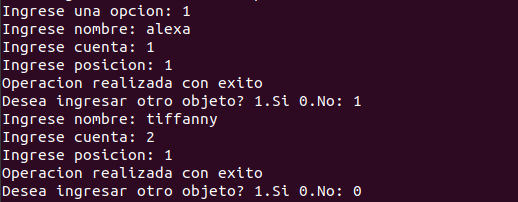 Ingrese una opcion: 1
Ingrese nombre: alexa
Ingrese cuenta: 1
Ingrese posicion: 1
Operacion realizada con exito
Desea ingresar otro objeto? 1.Si 0.No: 1
Ingrese nombre: tiffanny
Ingrese cuenta: 2
Ingrese posicion: 1
Operacion realizada con exito
Desea ingresar otro objeto? 1.Si 0.No: 0